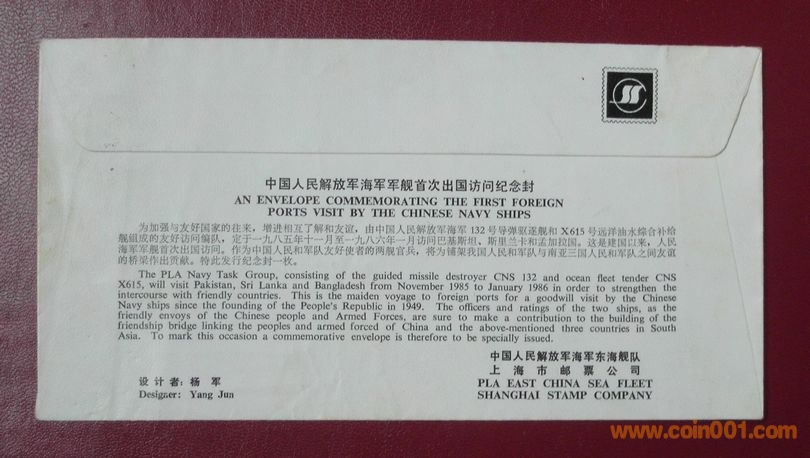 中国人民解放军海军军舰首次出国访问纪念封
AN ENVELOPE COMMEMORATING THE FIRST FOREIGN
PORTS VISIT BY THE CHINESE NAVY SHIPS
为加强与友好国家的往来，增进相互了解和友谊，由中国人民解放军海军 132 号导弹驱逐舰和 X615 号远洋油水综合补给
舰组成的友好访问编队，定于一九八五年十一月至一九八六年一月访问巴基斯坦、斯里兰卡和孟加拉国。这是建国以来，人民
海军军舰首次出国访问。作为中国人民和军队友好使者的两舰官兵，将为铺架我国人民和军队与南亚三国人民和军队之间友谊
的桥梁作出贡献。特此发行纪念封一枚。
The PLA Navy Task Group, consisting of the guided missile destroyer CNS 132 and ocean fleet tender CNS
X615, will visit Pakistan, Sri Lanka and Bangladesh from November 1985 to January 1986 in order to strengthen the
intercourse with friendly countries. This is the maiden voyage to foreign ports for a goodwill visit by the Chinese
Navy ships since the founding of the People's Republic in 1949. The officers and ratings of the two ships, as the
friendly envoys of the Chinese people and Armed Forces, are sure to make a contribution to the building of the
friendship bridge linking the peoples and armed forced of China and the above-mentioned three countries in South
Asia. To mark this occasion a commemorative envelope is therefore to be specially issued.
中国人民解放军海军东海舰队
上海市邮票公司
PLA EAST CHINA SEA FLEET
SHANGHAI STAMP COMPANY
设计者：杨 军
Designer: Yang Jun
www.coin001.com